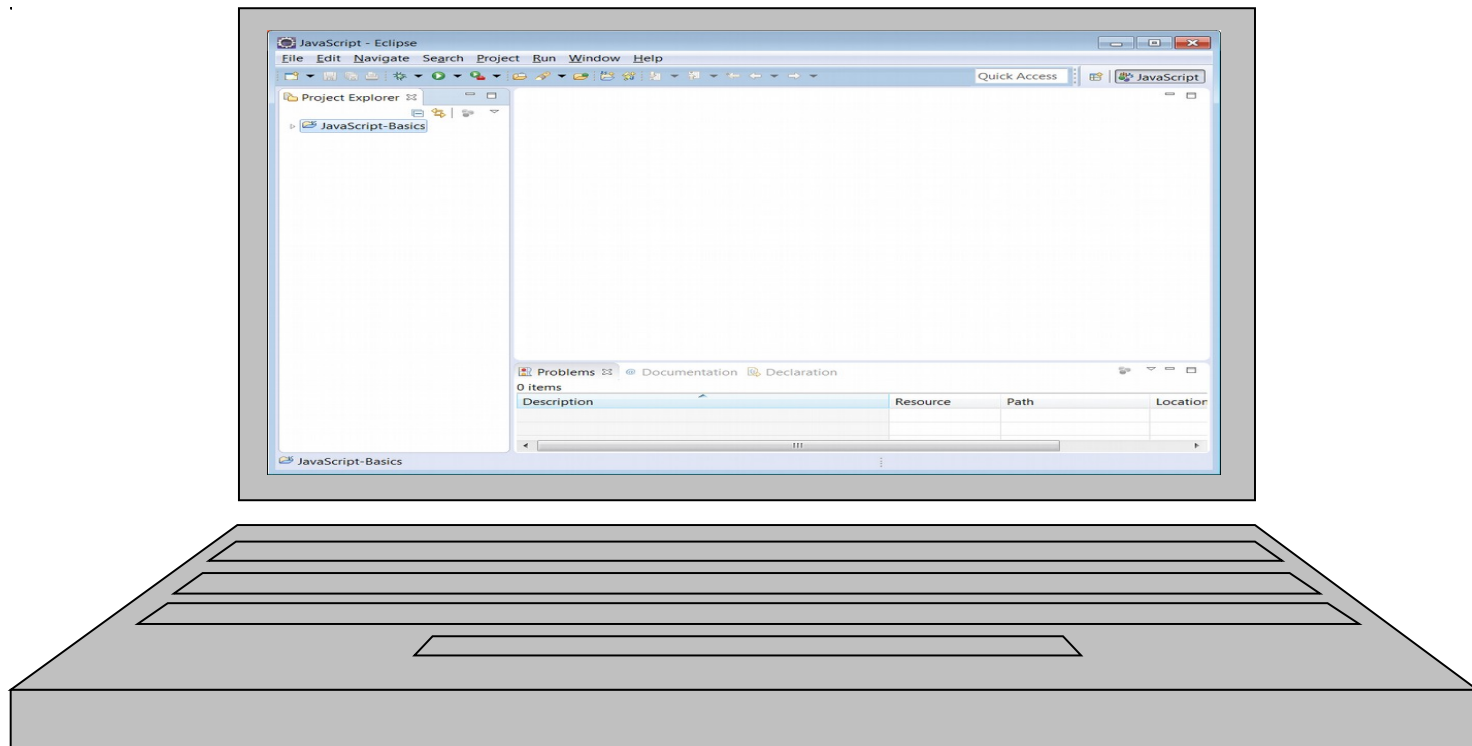 JavaScript - Eclipse
File Edit Navigate Search Project Run Window Help
Quick Access JavaScript
Project Explorer
JavaScript-Basics
Problems Documentation Declaration
0 items
Description Resource Path Location
JavaScript-Basics